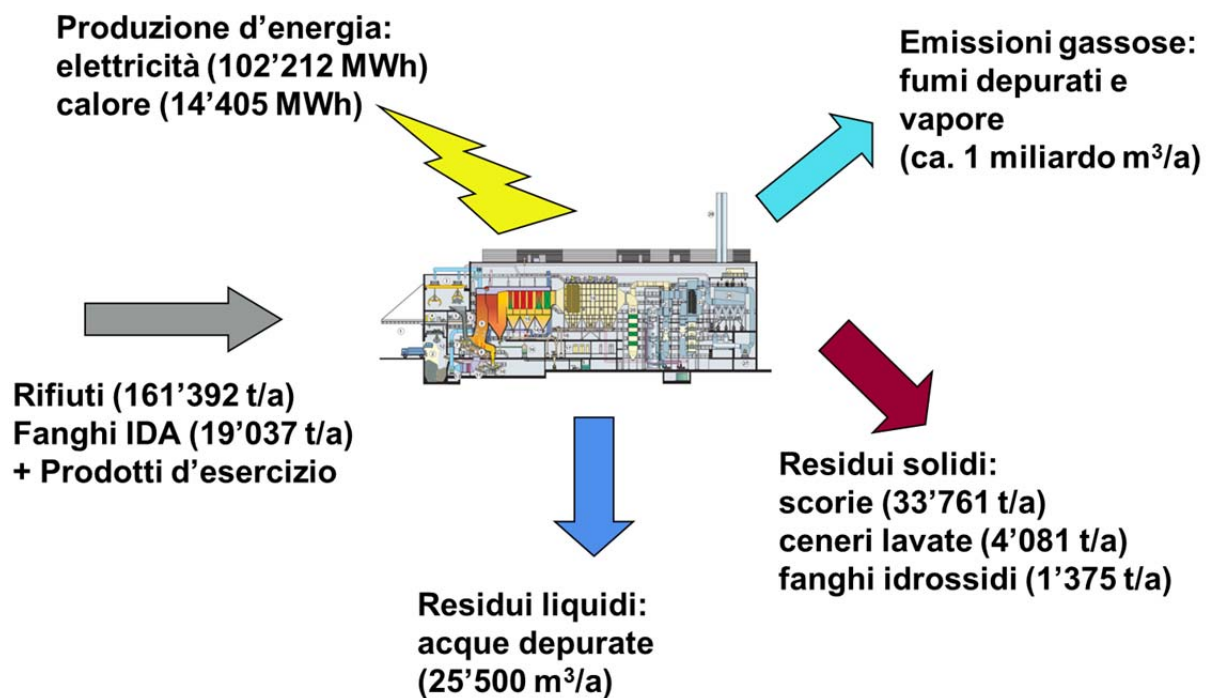 Produzione d’energia:
elettricità (102’212 MWh)
calore (14’405 MWh)
Emissioni gassose:
fumi depurati e
vapore
(ca. 1 miliardo m³/a)
Rifiuti (161’392 t/a)
Fanghi IDA (19’037 t/a)
+ Prodotti d’esercizio
Residui solidi:
scorie (33’761 t/a)
ceneri lavate (4’081 t/a)
fanghi idrossidi (1’375 t/a)
Residui liquidi:
acque depurate
(25’500 m³/a)